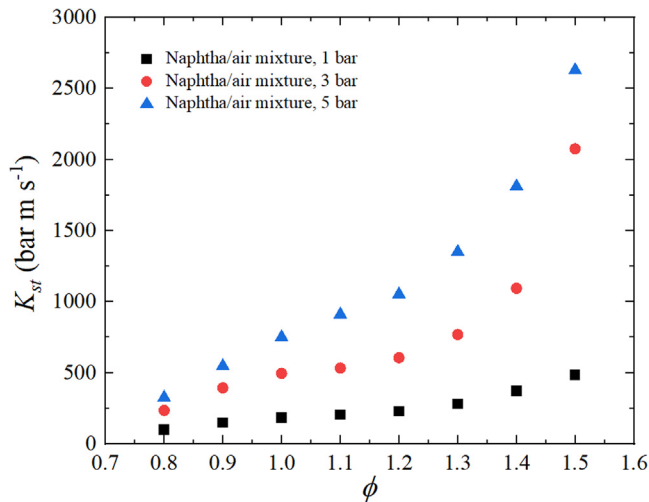 3000
2500
2000
1500
1000
500
0
K_st (bar m s⁻¹)
Naphtha/air mixture, 1 bar
Naphtha/air mixture, 3 bar
Naphtha/air mixture, 5 bar
0.7 0.8 0.9 1.0 1.1 1.2 1.3 1.4 1.5 1.6
ϕ